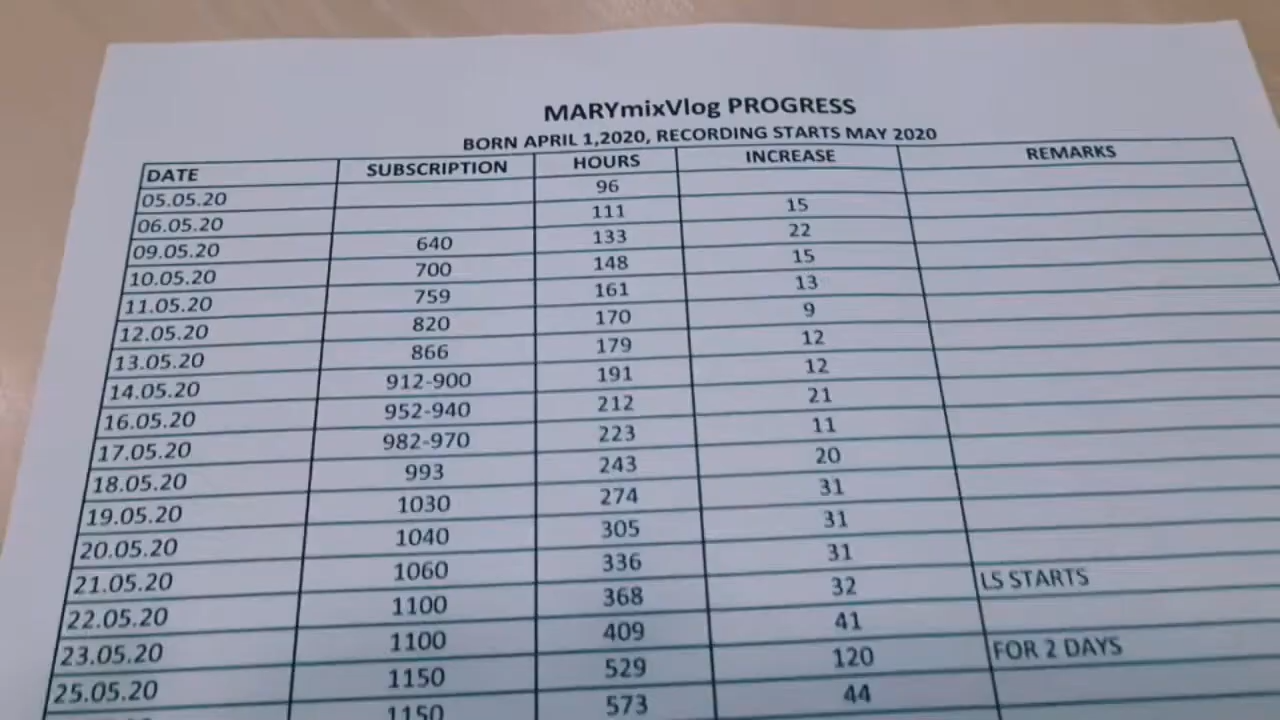 MARYmixVlog PROGRESS
BORN APRIL 1,2020, RECORDING STARTS MAY 2020
DATE SUBSCRIPTION HOURS INCREASE REMARKS
05.05.20 96
06.05.20 111 15
09.05.20 640 133 22
10.05.20 700 148 15
11.05.20 759 161 13
12.05.20 820 170 9
13.05.20 866 179 12
14.05.20 912-900 191 12
16.05.20 952-940 212 21
17.05.20 982-970 223 11
18.05.20 993 243 20
19.05.20 1030 274 31
20.05.20 1040 305 31
21.05.20 1060 336 31
22.05.20 1100 368 32 LS STARTS
23.05.20 1100 409 41
25.05.20 1150 529 120 FOR 2 DAYS
1150 573 44